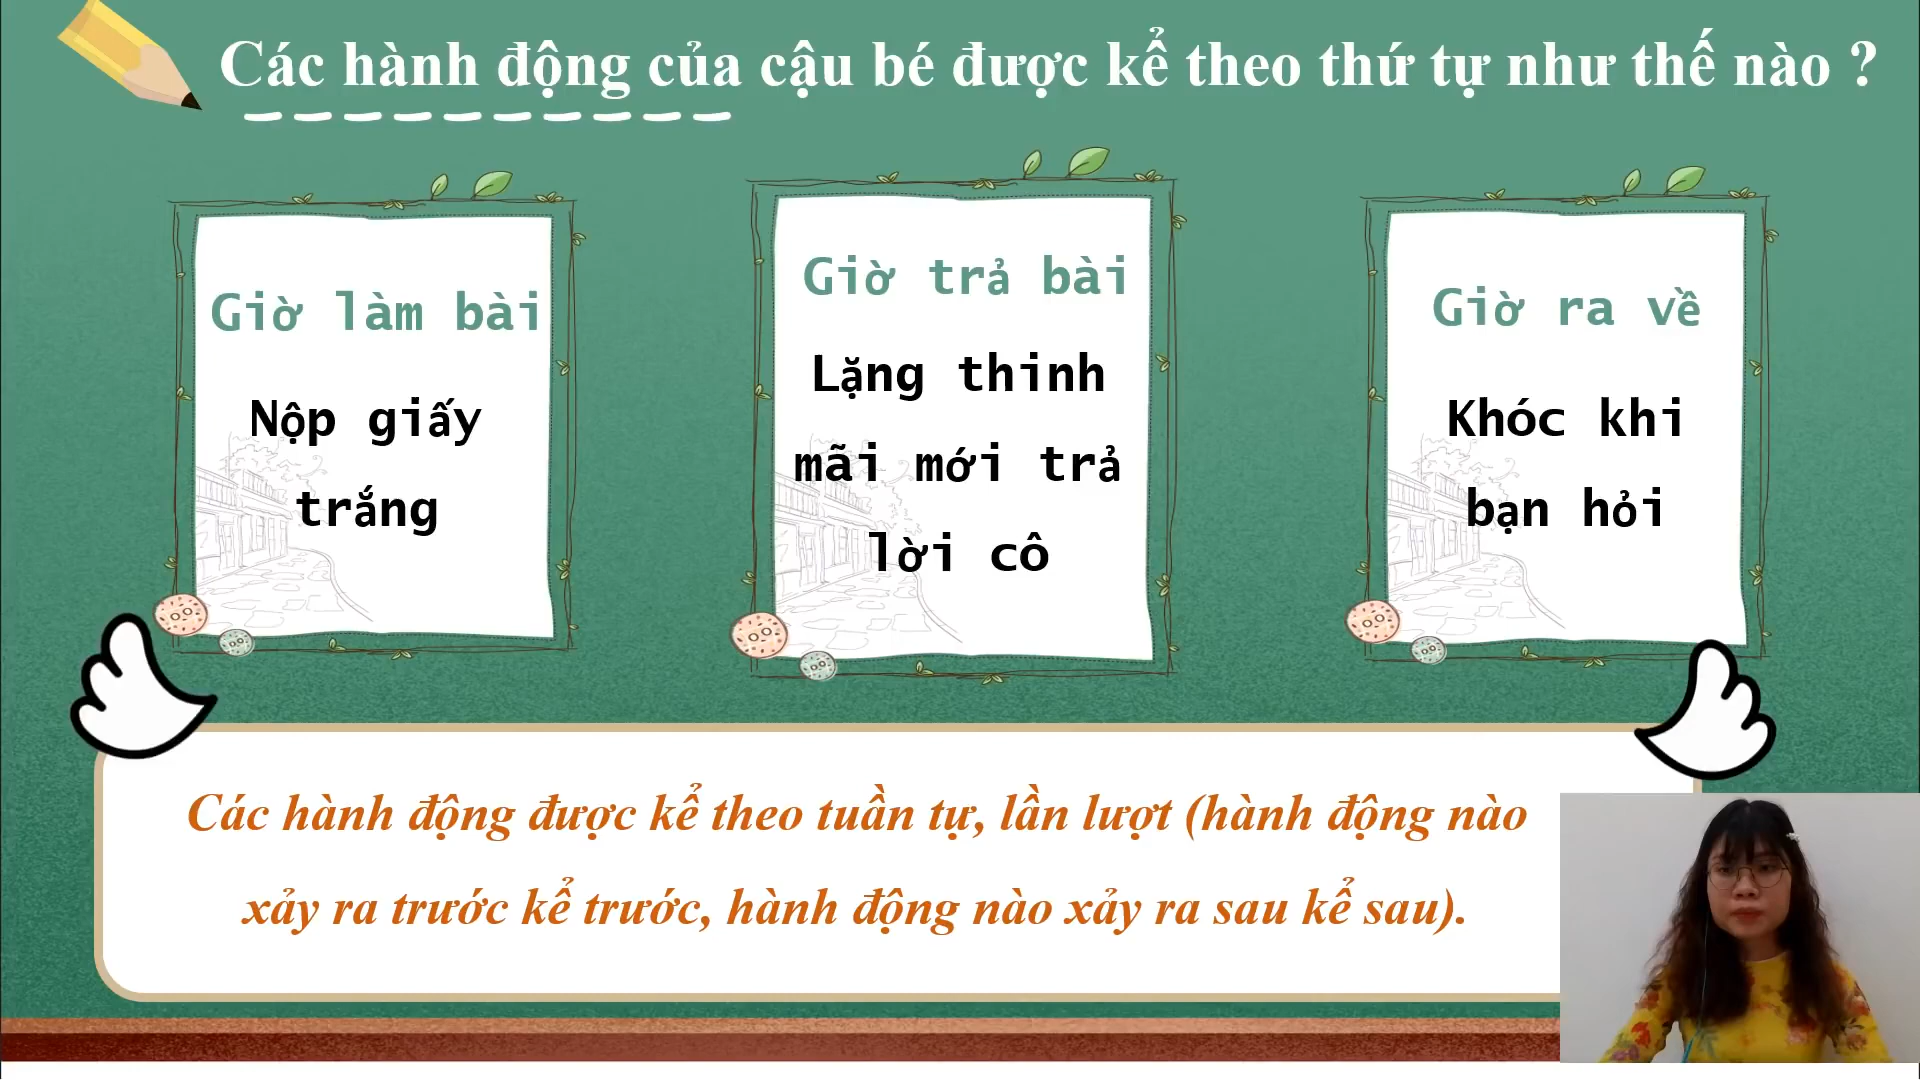 Các hành động của cậu bé được kể theo thứ tự như thế nào ?
Giờ làm bài
Nộp giấy
trắng
Giờ trả bài
Lặng thinh
mãi mới trả
lời cô
Giờ ra về
Khóc khi
bạn hỏi
Các hành động được kể theo tuần tự, lần lượt (hành động nào
xảy ra trước kể trước, hành động nào xảy ra sau kể sau).